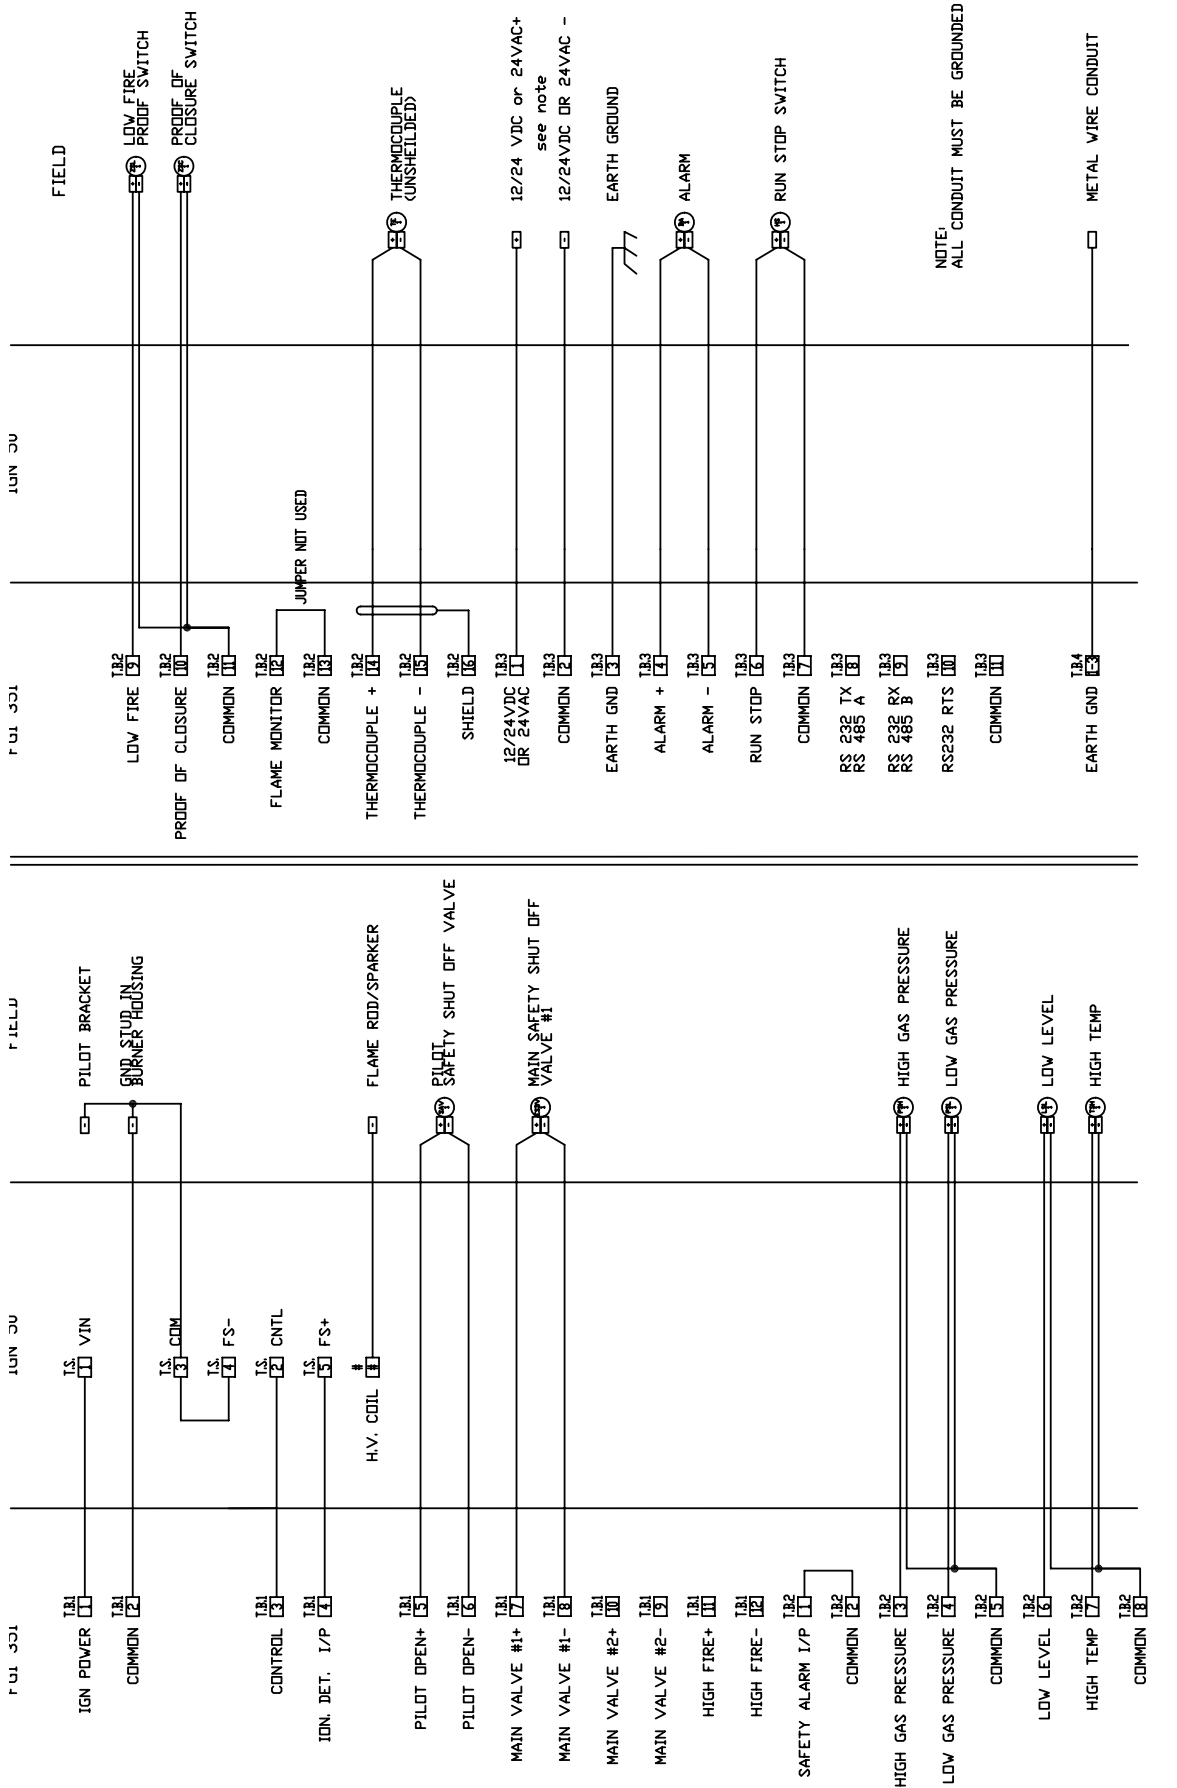 FIELD
IGN POWER
T.B.1
1
T.S.
1
VIN
PILOT BRACKET
COMMON
T.B.1
2
GND STUD IN
BURNER HOUSING
T.S.
3
COM
T.S.
4
FS-
CONTROL
T.B.1
3
T.S.
2
CNTL
ION. DET. I/P
T.B.1
4
T.S.
5
FS+
H.V. COIL
#
#
FLAME ROD/SPARKER
PILOT OPEN+
T.B.1
5
PILOT
SAFETY SHUT OFF VALVE
PILOT OPEN-
T.B.1
6
MAIN VALVE #1+
T.B.1
7
MAIN SAFETY SHUT OFF
VALVE #1
MAIN VALVE #1-
T.B.1
8
MAIN VALVE #2+
T.B.1
10
MAIN VALVE #2-
T.B.1
9
HIGH FIRE+
T.B.1
11
HIGH FIRE-
T.B.1
12
SAFETY ALARM I/P
T.B.2
1
COMMON
T.B.2
2
HIGH GAS PRESSURE
T.B.2
3
HIGH GAS PRESSURE
LOW GAS PRESSURE
T.B.2
4
LOW GAS PRESSURE
COMMON
T.B.2
5
LOW LEVEL
T.B.2
6
LOW LEVEL
HIGH TEMP
T.B.2
7
HIGH TEMP
COMMON
T.B.2
8
FIELD
LOW FIRE
T.B.2
9
LOW FIRE
PROOF SWITCH
PROOF OF CLOSURE
T.B.2
10
PROOF OF
CLOSURE SWITCH
COMMON
T.B.2
11
FLAME MONITOR
T.B.2
12
JUMPER NOT USED
COMMON
T.B.2
13
THERMOCOUPLE +
T.B.2
14
THERMOCOUPLE
(UNSHEILDED)
THERMOCOUPLE -
T.B.2
15
SHIELD
T.B.2
16
12/24VDC
OR 24VAC
T.B.3
1
12/24 VDC or 24VAC+
see note
COMMON
T.B.3
2
12/24VDC OR 24VAC -
EARTH GND
T.B.3
3
EARTH GROUND
ALARM +
T.B.3
4
ALARM
ALARM -
T.B.3
5
RUN STOP
T.B.3
6
RUN STOP SWITCH
COMMON
T.B.3
7
RS 232 TX
RS 485 A
T.B.3
8
RS 232 RX
RS 485 B
T.B.3
9
RS232 RTS
T.B.3
10
COMMON
T.B.3
11
NOTE:
ALL CONDUIT MUST BE GROUNDED
EARTH GND
T.B.4
1-3
METAL WIRE CONDUIT